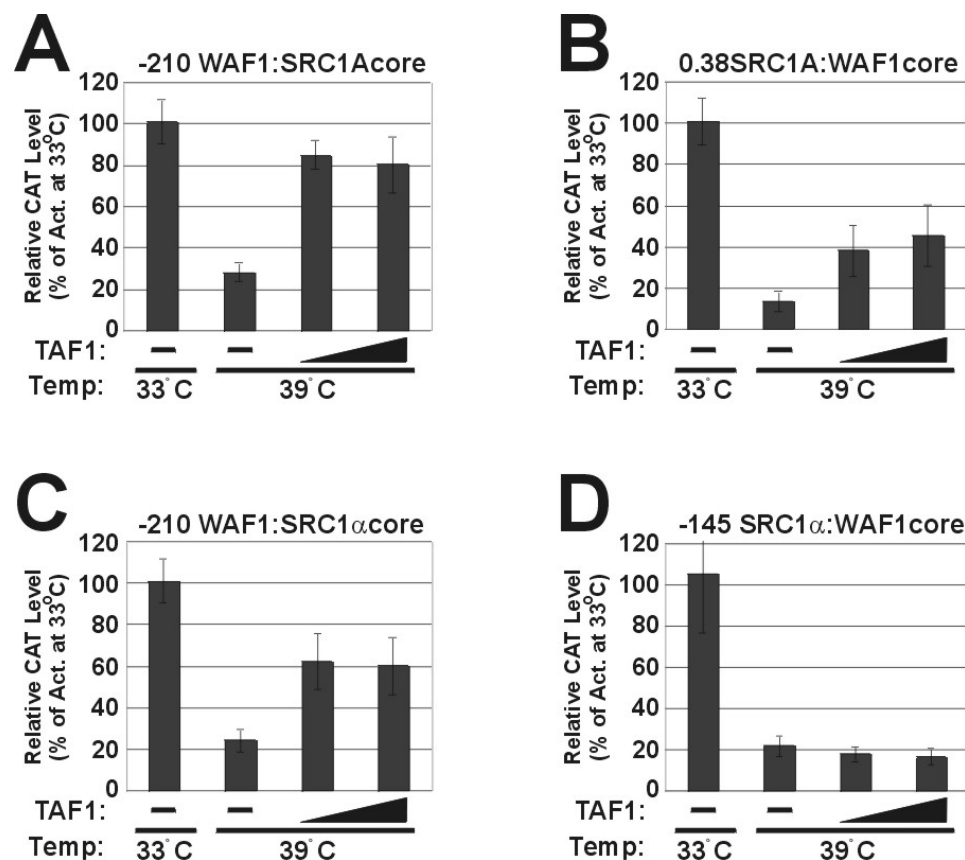 A
-210 WAF1:SRC1Acore
Relative CAT Level
(% of Act. at 33°C)
120
100
80
60
40
20
0
TAF1: – –
Temp: 33°C 39°C
B
0.38SRC1A:WAF1core
Relative CAT Level
(% of Act. at 33°C)
120
100
80
60
40
20
0
TAF1: – –
Temp: 33°C 39°C
C
-210 WAF1:SRC1αcore
Relative CAT Level
(% of Act. at 33°C)
120
100
80
60
40
20
0
TAF1: – –
Temp: 33°C 39°C
D
-145 SRC1α:WAF1core
Relative CAT Level
(% of Act. at 33°C)
120
100
80
60
40
20
0
TAF1: – –
Temp: 33°C 39°C